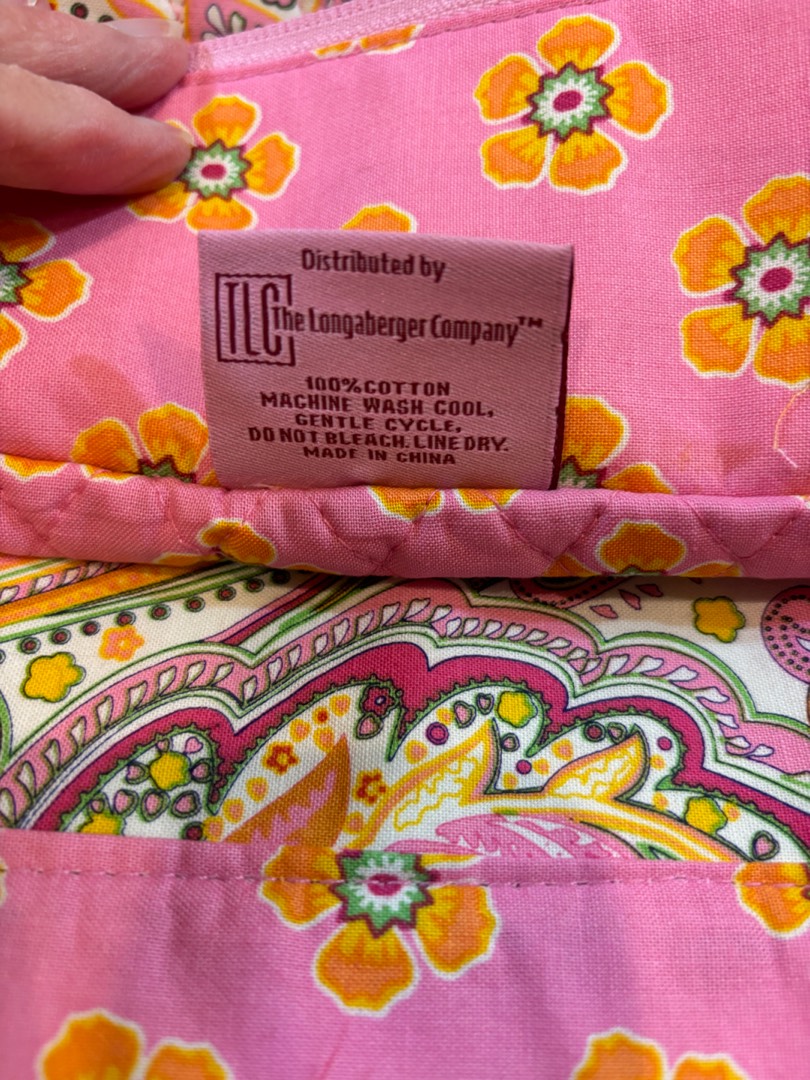 Distributed by
TLC The Longaberger Company™
100% COTTON
MACHINE WASH COOL,
GENTLE CYCLE,
DO NOT BLEACH. LINE DRY.
MADE IN CHINA